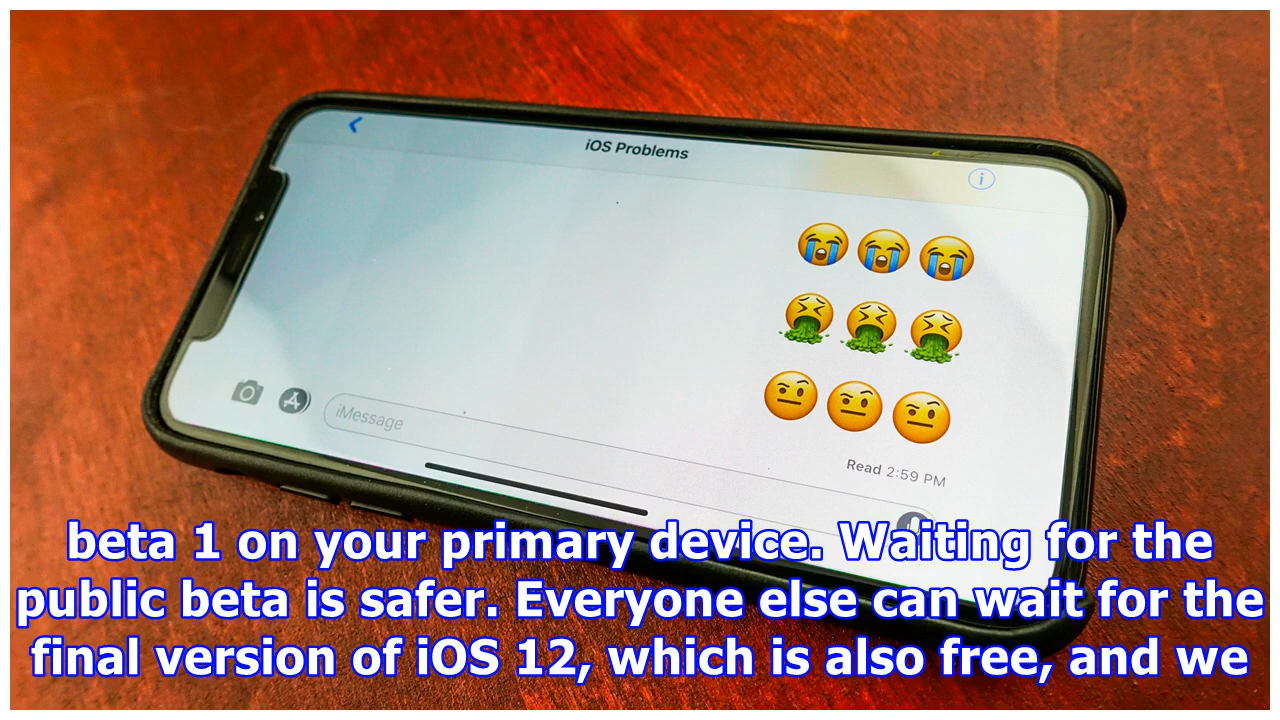 iOS Problems
iMessage
Read 2:59 PM
beta 1 on your primary device. Waiting for the
public beta is safer. Everyone else can wait for the
final version of iOS 12, which is also free, and we